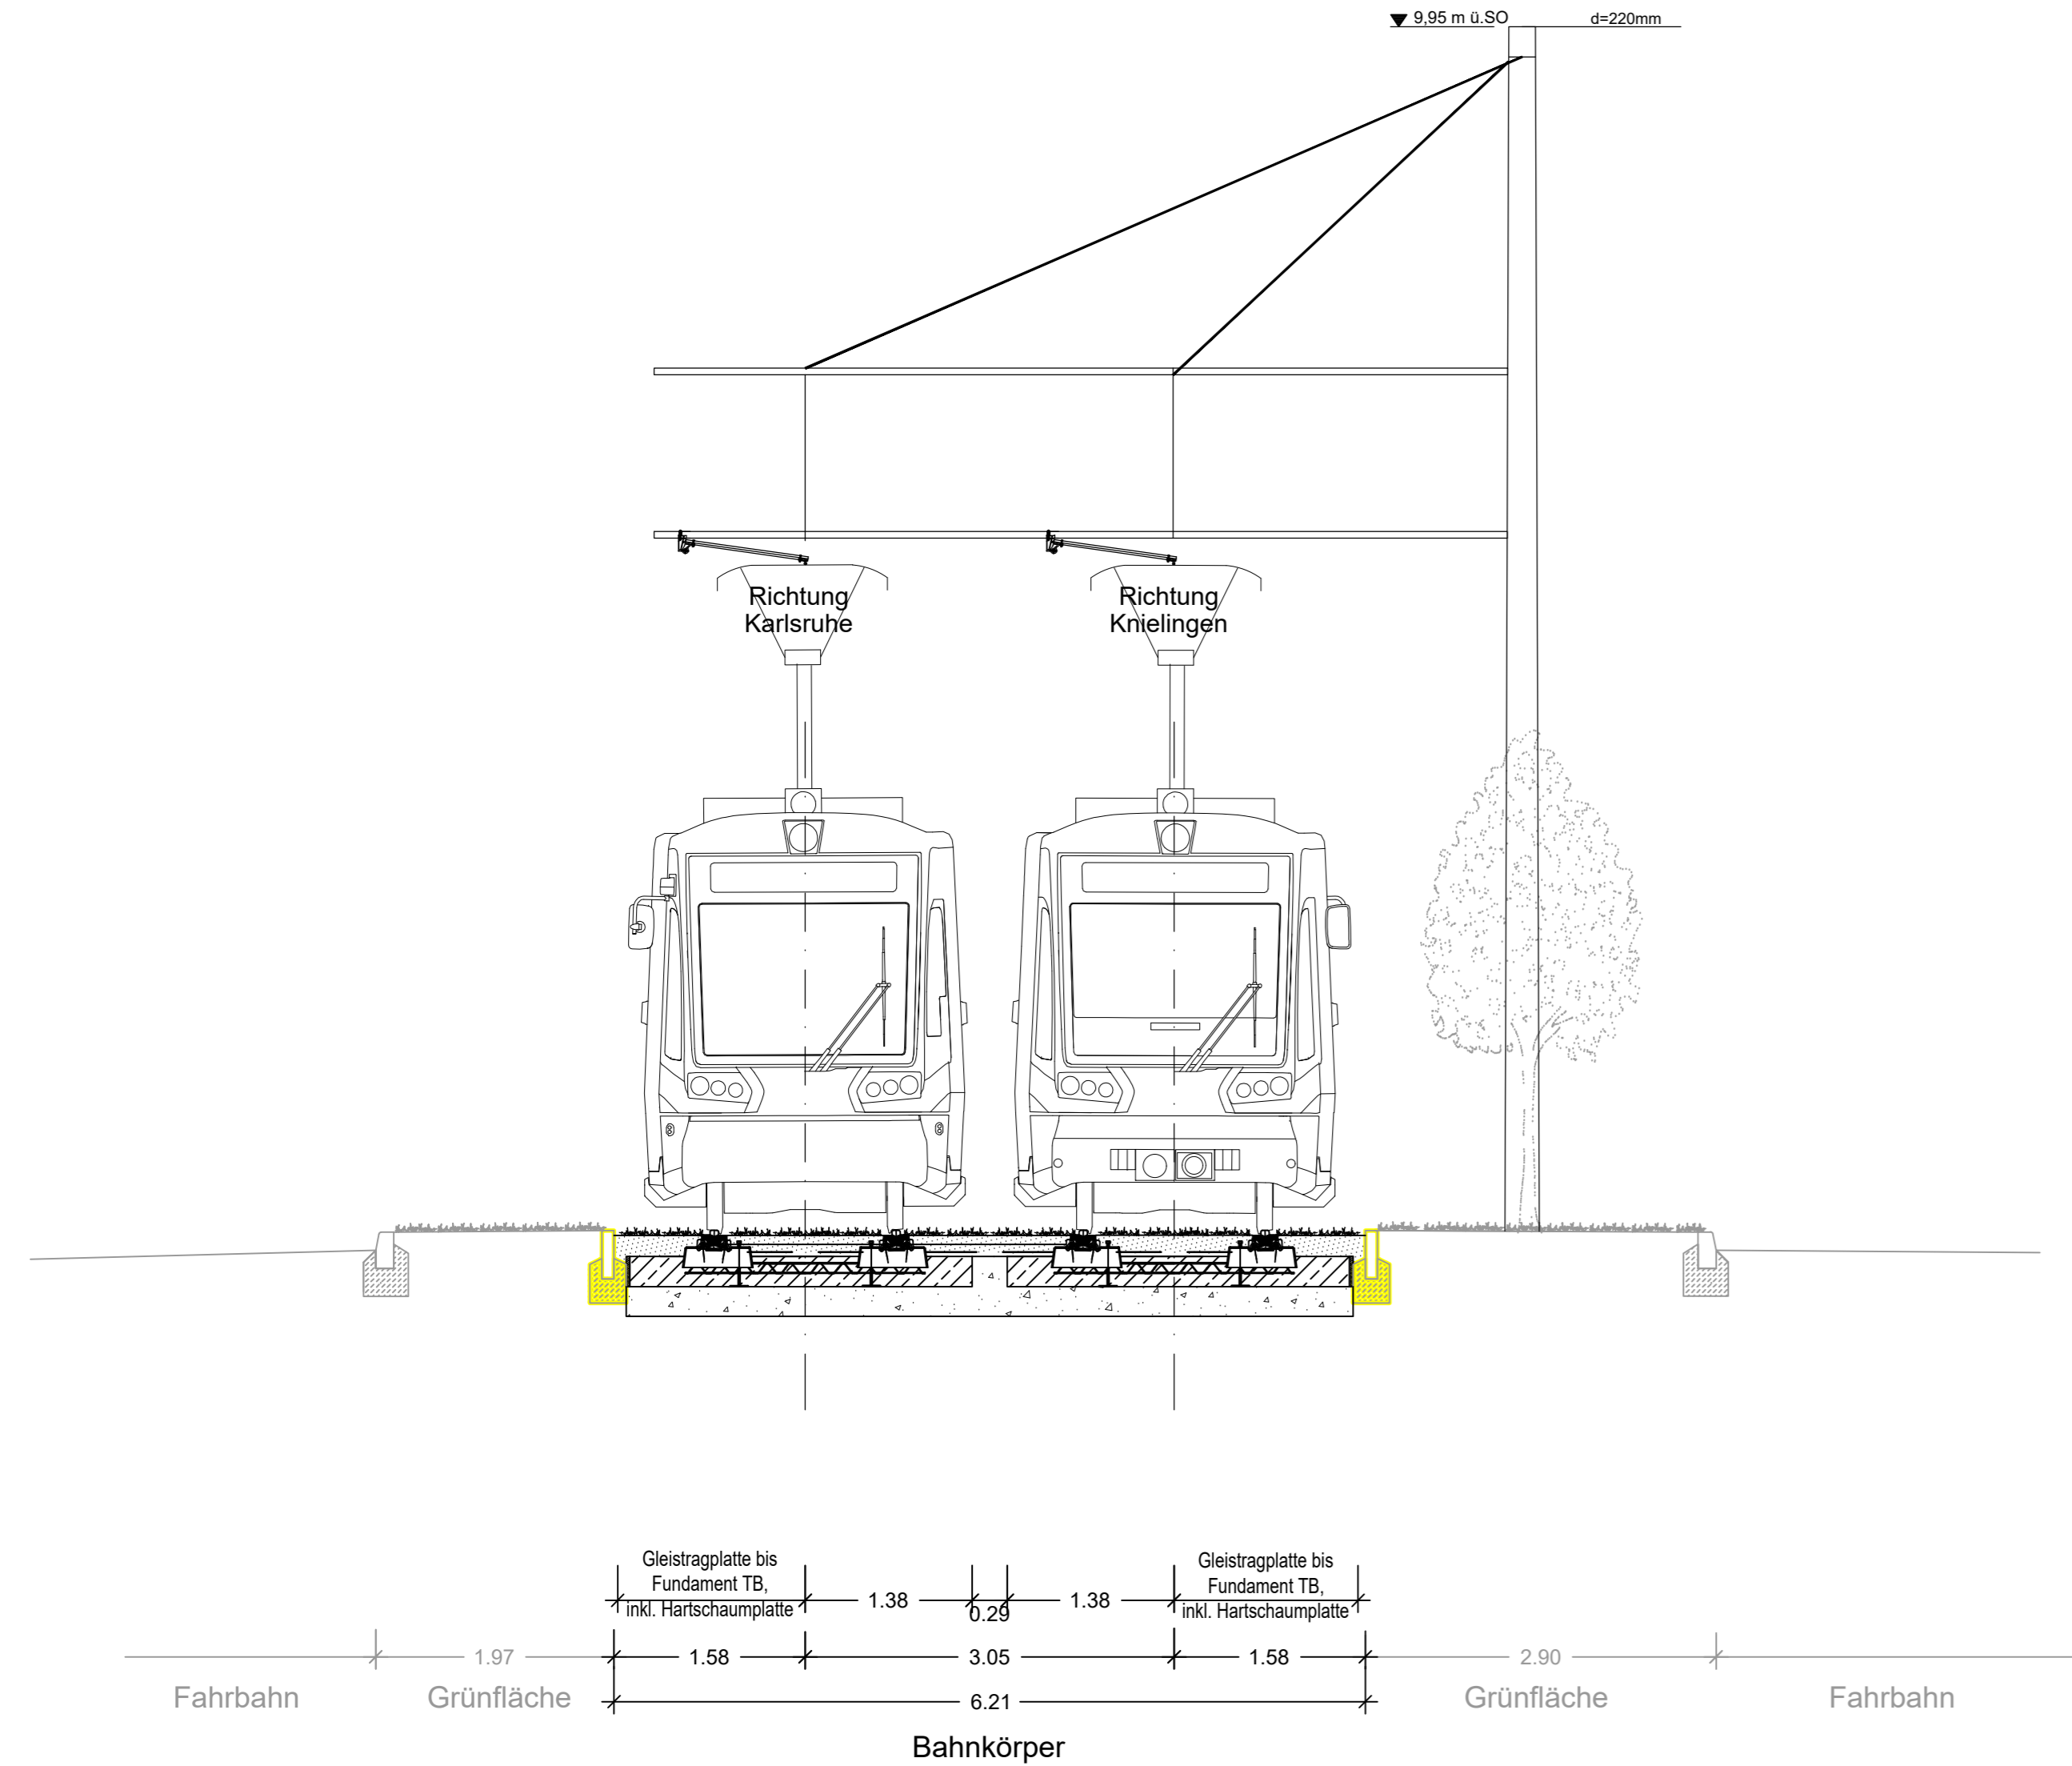 9,95 m ü.SO
d=220mm
Richtung
Karlsruhe
Richtung
Knielingen
Gleistragplatte bis
Fundament TB,
inkl. Hartschaumplatte
1.38
0.29
1.38
Gleistragplatte bis
Fundament TB,
inkl. Hartschaumplatte
1.97
1.58
3.05
1.58
2.90
Fahrbahn
Grünfläche
6.21
Grünfläche
Fahrbahn
Bahnkörper